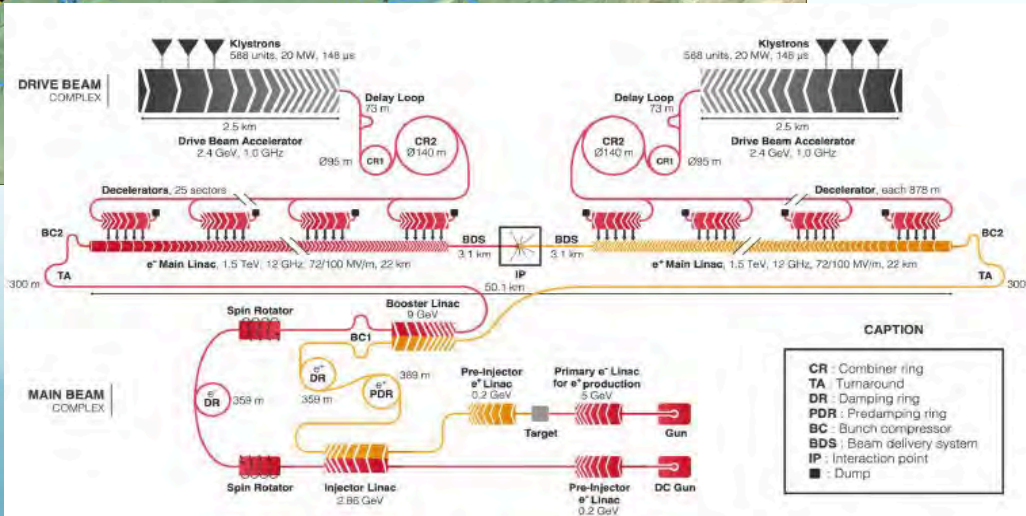 Klystrons
588 units, 20 MW, 148 µs
Klystrons
588 units, 20 MW, 148 µs
DRIVE BEAM
COMPLEX
Delay Loop
73 m
Delay Loop
73 m
2.5 km
2.5 km
Drive Beam Accelerator
2.4 GeV, 1.0 GHz
Drive Beam Accelerator
2.4 GeV, 1.0 GHz
CR2
Ø140 m
CR2
Ø140 m
Ø95 m
CR1
CR1
Ø95 m
Decelerators, 25 sectors
Decelerator, each 878 m
BC2
BC2
BDS
3.1 km
BDS
3.1 km
IP
e⁻ Main Linac, 1.5 TeV, 12 GHz, 72/100 MV/m, 22 km
e⁺ Main Linac, 1.5 TeV, 12 GHz, 72/100 MV/m, 22 km
TA
TA
300 m
300
50.1 km
Booster Linac
9 GeV
Spin Rotator
BC1
MAIN BEAM
COMPLEX
e⁻
DR
359 m
e⁺
DR
359 m
e⁺
PDR
389 m
Pre-Injector
e⁺ Linac
0.2 GeV
Primary e⁻ Linac
for e⁺ production
5 GeV
Target
Gun
Spin Rotator
Injector Linac
2.86 GeV
Pre-Injector
e⁻ Linac
0.2 GeV
DC Gun
CAPTION
CR : Combiner ring
TA : Turnaround
DR : Damping ring
PDR : Predamping ring
BC : Bunch compressor
BDS : Beam delivery system
IP : Interaction point
: Dump